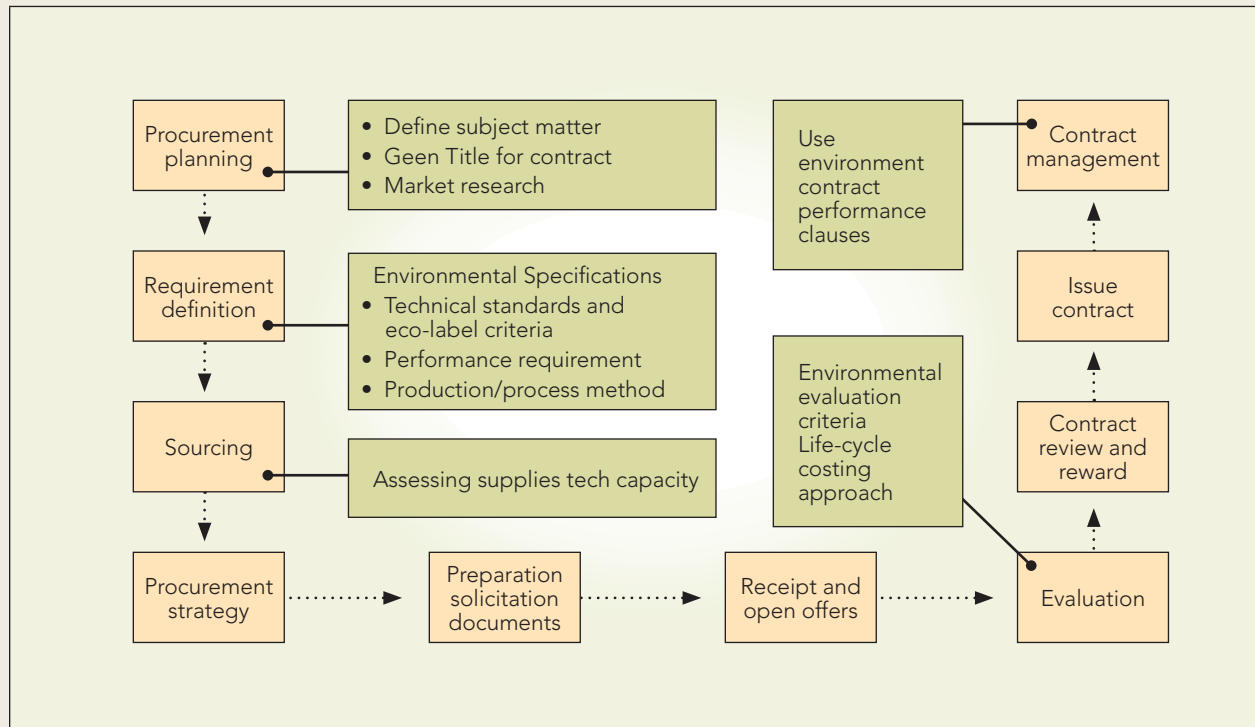 Procurement
planning
• Define subject matter
• Geen Title for contract
• Market research
Requirement
definition
Environmental Specifications
• Technical standards and
eco-label criteria
• Performance requirement
• Production/process method
Sourcing
Assessing supplies tech capacity
Procurement
strategy
Preparation
solicitation
documents
Receipt and
open offers
Evaluation
Environmental
evaluation
criteria
Life-cycle
costing
approach
Contract
review and
reward
Issue
contract
Contract
management
Use
environment
contract
performance
clauses